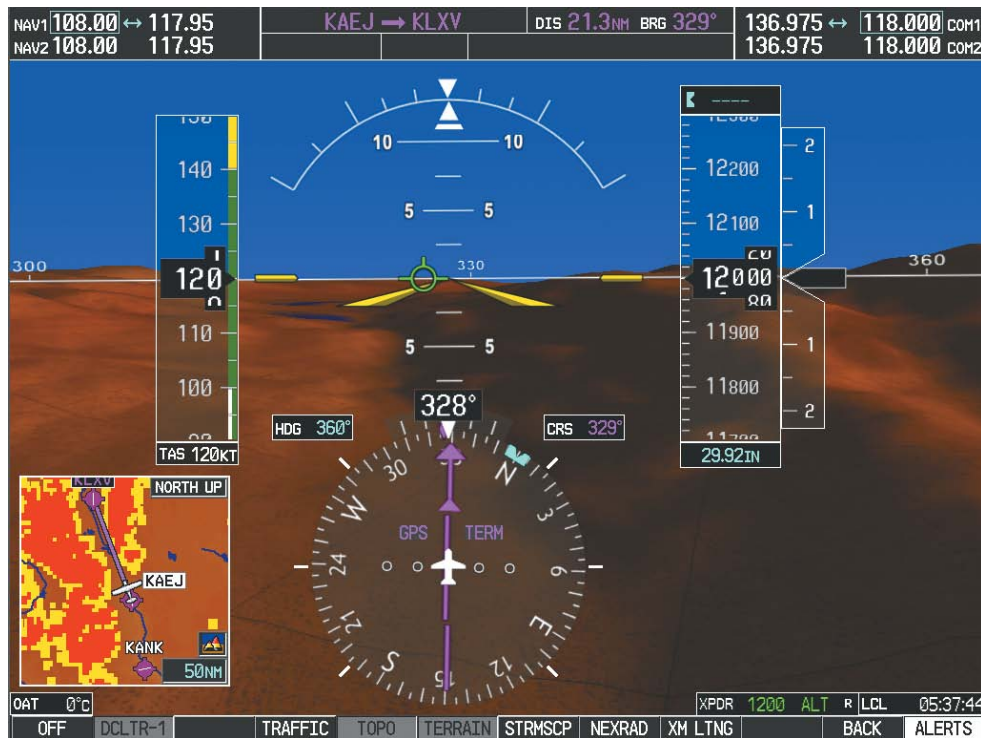 NAV1 108.00 ↔ 117.95
NAV2 108.00 117.95
KAEJ → KLXV
DIS 21.3NM BRG 329°
136.975 ↔ 118.000 COM1
136.975 118.000 COM2
140
130
120
110
100
TAS 120KT
10 10
5 5
5 5
300
330
360
----
12200
12100
12000
20
80
11900
11800
29.92IN
2
1
1
2
328°
HDG 360°
CRS 329°
GPS TERM
N
3
6
E
12
15
S
21
24
W
30
NORTH UP
KLXV
KAEJ
KANK
50NM
OAT 0°C
XPDR 1200 ALT R LCL 05:37:44
OFF DCLTR-1 TRAFFIC TOPO TERRAIN STRMSCP NEXRAD XM LTNG BACK ALERTS